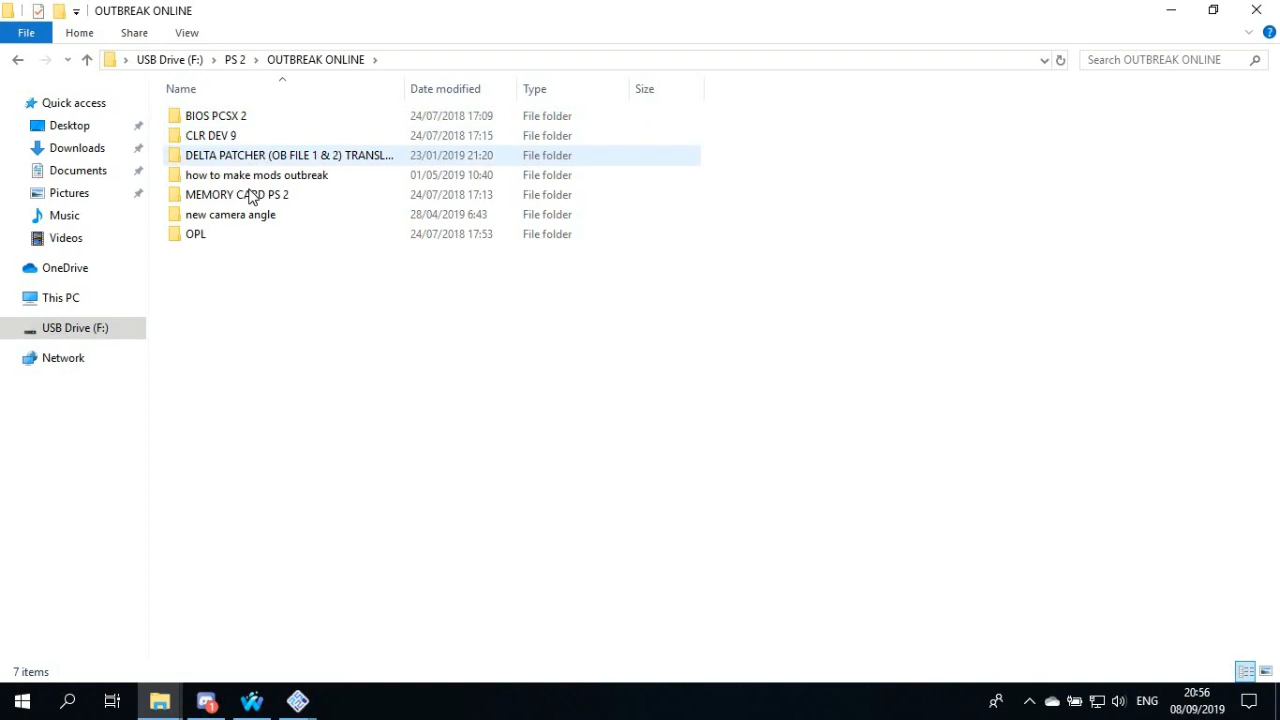 OUTBREAK ONLINE
File Home Share View
USB Drive (F:) PS 2 OUTBREAK ONLINE Search OUTBREAK ONLINE
Name Date modified Type Size
Quick access
Desktop
Downloads
Documents
Pictures
Music
Videos
OneDrive
This PC
USB Drive (F:)
Network
BIOS PCSX 2 24/07/2018 17:09 File folder
CLR DEV 9 24/07/2018 17:15 File folder
DELTA PATCHER (OB FILE 1 & 2) TRANSL... 23/01/2019 21:20 File folder
how to make mods outbreak 01/05/2019 10:40 File folder
MEMORY CARD PS 2 24/07/2018 17:13 File folder
new camera angle 28/04/2019 6:43 File folder
OPL 24/07/2018 17:53 File folder
7 items
1
ENG
20:56
08/09/2019